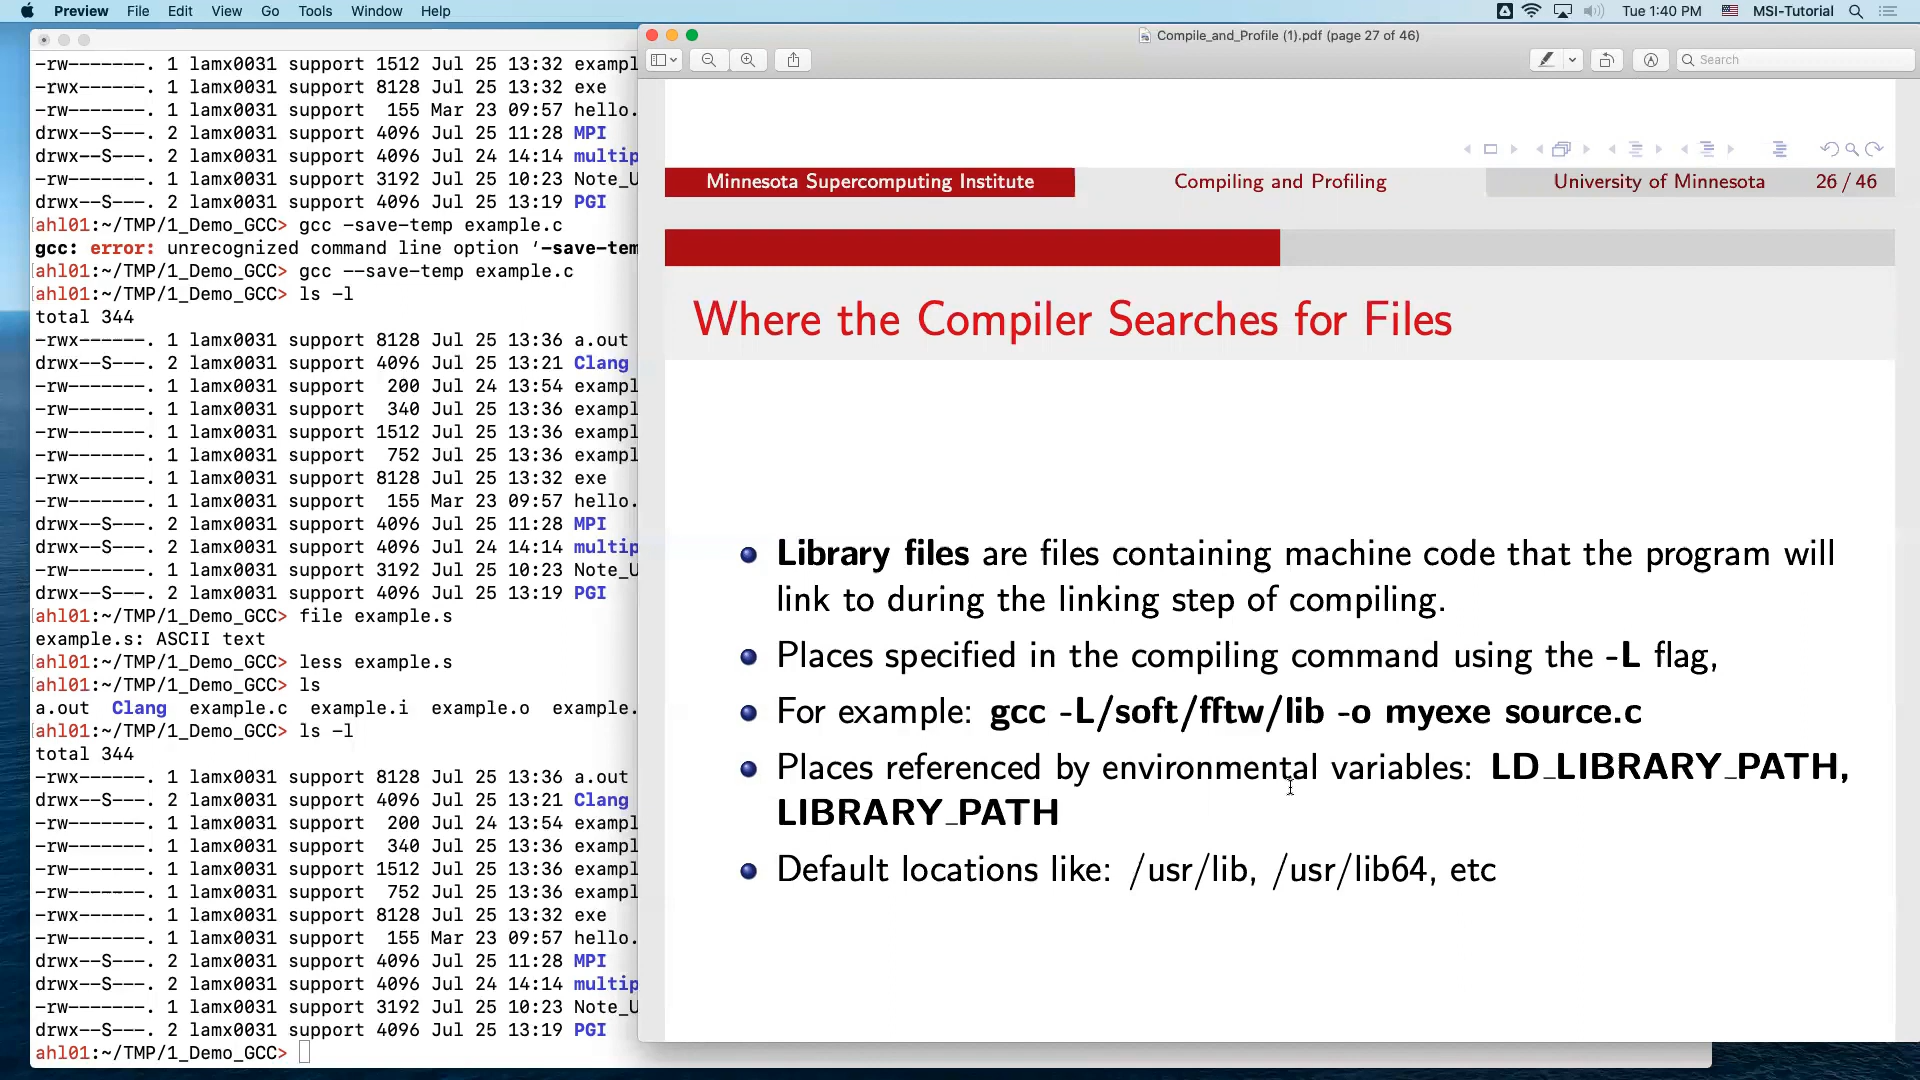 Preview File Edit View Go Tools Window Help
Tue 1:40 PM MSI-Tutorial
-rw-------. 1 lamx0031 support 1512 Jul 25 13:32 exampl
-rwx------. 1 lamx0031 support 8128 Jul 25 13:32 exe
-rw-------. 1 lamx0031 support 155 Mar 23 09:57 hello.
drwx--S---. 2 lamx0031 support 4096 Jul 25 11:28 MPI
drwx--S---. 2 lamx0031 support 4096 Jul 24 14:14 multip
-rw-------. 1 lamx0031 support 3192 Jul 25 10:23 Note_U
drwx--S---. 2 lamx0031 support 4096 Jul 25 13:19 PGI
[ahl01:~/TMP/1_Demo_GCC> gcc -save-temp example.c
gcc: error: unrecognized command line option ‘-save-tem
[ahl01:~/TMP/1_Demo_GCC> gcc --save-temp example.c
[ahl01:~/TMP/1_Demo_GCC> ls -l
total 344
-rwx------. 1 lamx0031 support 8128 Jul 25 13:36 a.out
drwx--S---. 2 lamx0031 support 4096 Jul 25 13:21 Clang
-rw-------. 1 lamx0031 support 200 Jul 24 13:54 exampl
-rw-------. 1 lamx0031 support 340 Jul 25 13:36 exampl
-rw-------. 1 lamx0031 support 1512 Jul 25 13:36 exampl
-rw-------. 1 lamx0031 support 752 Jul 25 13:36 exampl
-rwx------. 1 lamx0031 support 8128 Jul 25 13:32 exe
-rw-------. 1 lamx0031 support 155 Mar 23 09:57 hello.
drwx--S---. 2 lamx0031 support 4096 Jul 25 11:28 MPI
drwx--S---. 2 lamx0031 support 4096 Jul 24 14:14 multip
-rw-------. 1 lamx0031 support 3192 Jul 25 10:23 Note_U
drwx--S---. 2 lamx0031 support 4096 Jul 25 13:19 PGI
[ahl01:~/TMP/1_Demo_GCC> file example.s
example.s: ASCII text
[ahl01:~/TMP/1_Demo_GCC> less example.s
[ahl01:~/TMP/1_Demo_GCC> ls
a.out Clang example.c example.i example.o example.
[ahl01:~/TMP/1_Demo_GCC> ls -l
total 344
-rwx------. 1 lamx0031 support 8128 Jul 25 13:36 a.out
drwx--S---. 2 lamx0031 support 4096 Jul 25 13:21 Clang
-rw-------. 1 lamx0031 support 200 Jul 24 13:54 exampl
-rw-------. 1 lamx0031 support 340 Jul 25 13:36 exampl
-rw-------. 1 lamx0031 support 1512 Jul 25 13:36 exampl
-rw-------. 1 lamx0031 support 752 Jul 25 13:36 exampl
-rwx------. 1 lamx0031 support 8128 Jul 25 13:32 exe
-rw-------. 1 lamx0031 support 155 Mar 23 09:57 hello.
drwx--S---. 2 lamx0031 support 4096 Jul 25 11:28 MPI
drwx--S---. 2 lamx0031 support 4096 Jul 24 14:14 multip
-rw-------. 1 lamx0031 support 3192 Jul 25 10:23 Note_U
drwx--S---. 2 lamx0031 support 4096 Jul 25 13:19 PGI
ahl01:~/TMP/1_Demo_GCC>
Compile_and_Profile (1).pdf (page 27 of 46)
Search
Minnesota Supercomputing Institute Compiling and Profiling University of Minnesota 26 / 46
Where the Compiler Searches for Files
Library files are files containing machine code that the program will
link to during the linking step of compiling.
Places specified in the compiling command using the -L flag,
For example: gcc -L/soft/fftw/lib -o myexe source.c
Places referenced by environmental variables: LD_LIBRARY_PATH,
LIBRARY_PATH
Default locations like: /usr/lib, /usr/lib64, etc